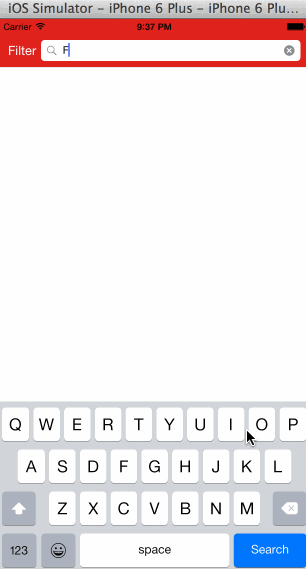 iOS Simulator – iPhone 6 Plus – iPhone 6 Plu...
Carrier 9:37 PM
Filter F
Q W E R T Y U I O P
A S D F G H J K L
Z X C V B N M
123 space Search